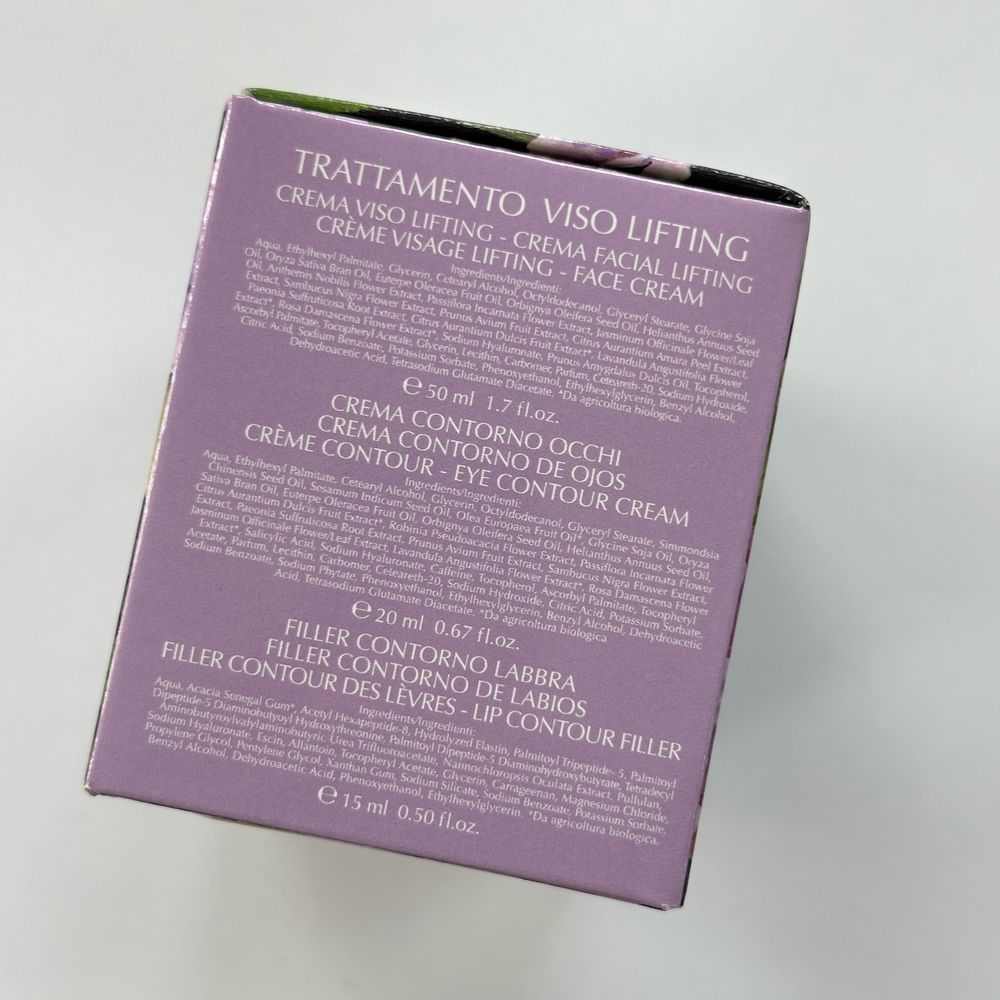 TRATTAMENTO VISO LIFTING
CREMA VISO LIFTING - CREMA FACIAL LIFTING
CRÈME VISAGE LIFTING - FACE CREAM
Ingredients/Ingredienti:
Aqua, Ethylhexyl Palmitate, Glycerin, Cetearyl Alcohol, Octyldodecanol, Glyceryl Stearate, Glycine Soja
Oil, Oryza Sativa Bran Oil, Euterpe Oleracea Fruit Oil, Orbignya Oleifera Seed Oil, Helianthus Annuus Seed
Oil, Anthemis Nobilis Flower Extract, Passiflora Incarnata Flower Extract, Jasminum Officinale Flower/Leaf
Extract, Sambucus Nigra Flower Extract, Prunus Avium Fruit Extract, Citrus Aurantium Amara Peel Extract,
Paeonia Suffruticosa Root Extract, Citrus Aurantium Dulcis Fruit Extract*, Lavandula Angustifolia Flower
Extract*, Rosa Damascena Flower Extract*, Sodium Hyaluronate, Prunus Amygdalus Dulcis Oil, Tocopherol,
Ascorbyl Palmitate, Tocopheryl Acetate, Glycerin, Lecithin, Carbomer, Parfum, Ceteareth-20, Sodium Hydroxide,
Citric Acid, Sodium Benzoate, Potassium Sorbate, Phenoxyethanol, Ethylhexylglycerin, Benzyl Alcohol,
Dehydroacetic Acid, Tetrasodium Glutamate Diacetate. *Da agricoltura biologica.
℮ 50 ml 1.7 fl.oz.
CREMA CONTORNO OCCHI
CREMA CONTORNO DE OJOS
CRÈME CONTOUR - EYE CONTOUR CREAM
Ingredients/Ingredienti:
Aqua, Ethylhexyl Palmitate, Cetearyl Alcohol, Glycerin, Octyldodecanol, Glyceryl Stearate, Simmondsia
Chinensis Seed Oil, Sesamum Indicum Seed Oil, Olea Europaea Fruit Oil*, Glycine Soja Oil, Oryza
Sativa Bran Oil, Euterpe Oleracea Fruit Oil, Orbignya Oleifera Seed Oil, Helianthus Annuus Seed Oil,
Citrus Aurantium Dulcis Fruit Extract*, Robinia Pseudoacacia Flower Extract, Passiflora Incarnata Flower
Extract, Paeonia Suffruticosa Root Extract, Prunus Avium Fruit Extract, Sambucus Nigra Flower Extract,
Jasminum Officinale Flower/Leaf Extract, Lavandula Angustifolia Flower Extract*, Rosa Damascena Flower
Extract*, Salicylic Acid, Sodium Hyaluronate, Caffeine, Tocopherol, Ascorbyl Palmitate, Tocopheryl
Acetate, Parfum, Lecithin, Carbomer, Ceteareth-20, Sodium Hydroxide, Citric Acid, Potassium Sorbate,
Sodium Benzoate, Sodium Phytate, Phenoxyethanol, Ethylhexylglycerin, Benzyl Alcohol, Dehydroacetic
Acid, Tetrasodium Glutamate Diacetate, *Da agricoltura biologica
℮ 20 ml 0.67 fl.oz.
FILLER CONTORNO LABBRA
FILLER CONTORNO DE LABIOS
FILLER CONTOUR DES LÈVRES - LIP CONTOUR FILLER
Ingredients/Ingredienti:
Aqua, Acacia Senegal Gum*, Acetyl Hexapeptide-8, Hydrolyzed Elastin, Palmitoyl Tripeptide- 5, Palmitoyl
Dipeptide-5 Diaminobutyoyl Hydroxythreonine, Palmitoyl Dipeptide-5 Diaminohydroxybutyrate, Tetradecyl
Aminobutyroylvalylaminobutyric Urea Trifluoroacetate, Nannochloropsis Oculata Extract, Pullulan,
Sodium Hyaluronate, Escin, Allantoin, Tocopheryl Acetate, Glycerin, Carrageenan, Magnesium Chloride,
Propylene Glycol, Pentylene Glycol, Xanthan Gum, Sodium Silicate, Sodium Benzoate, Potassium Sorbate,
Benzyl Alcohol, Dehydroacetic Acid, Phenoxyethanol, Ethylhexylglycerin. *Da agricoltura biologica.
℮ 15 ml 0.50 fl.oz.